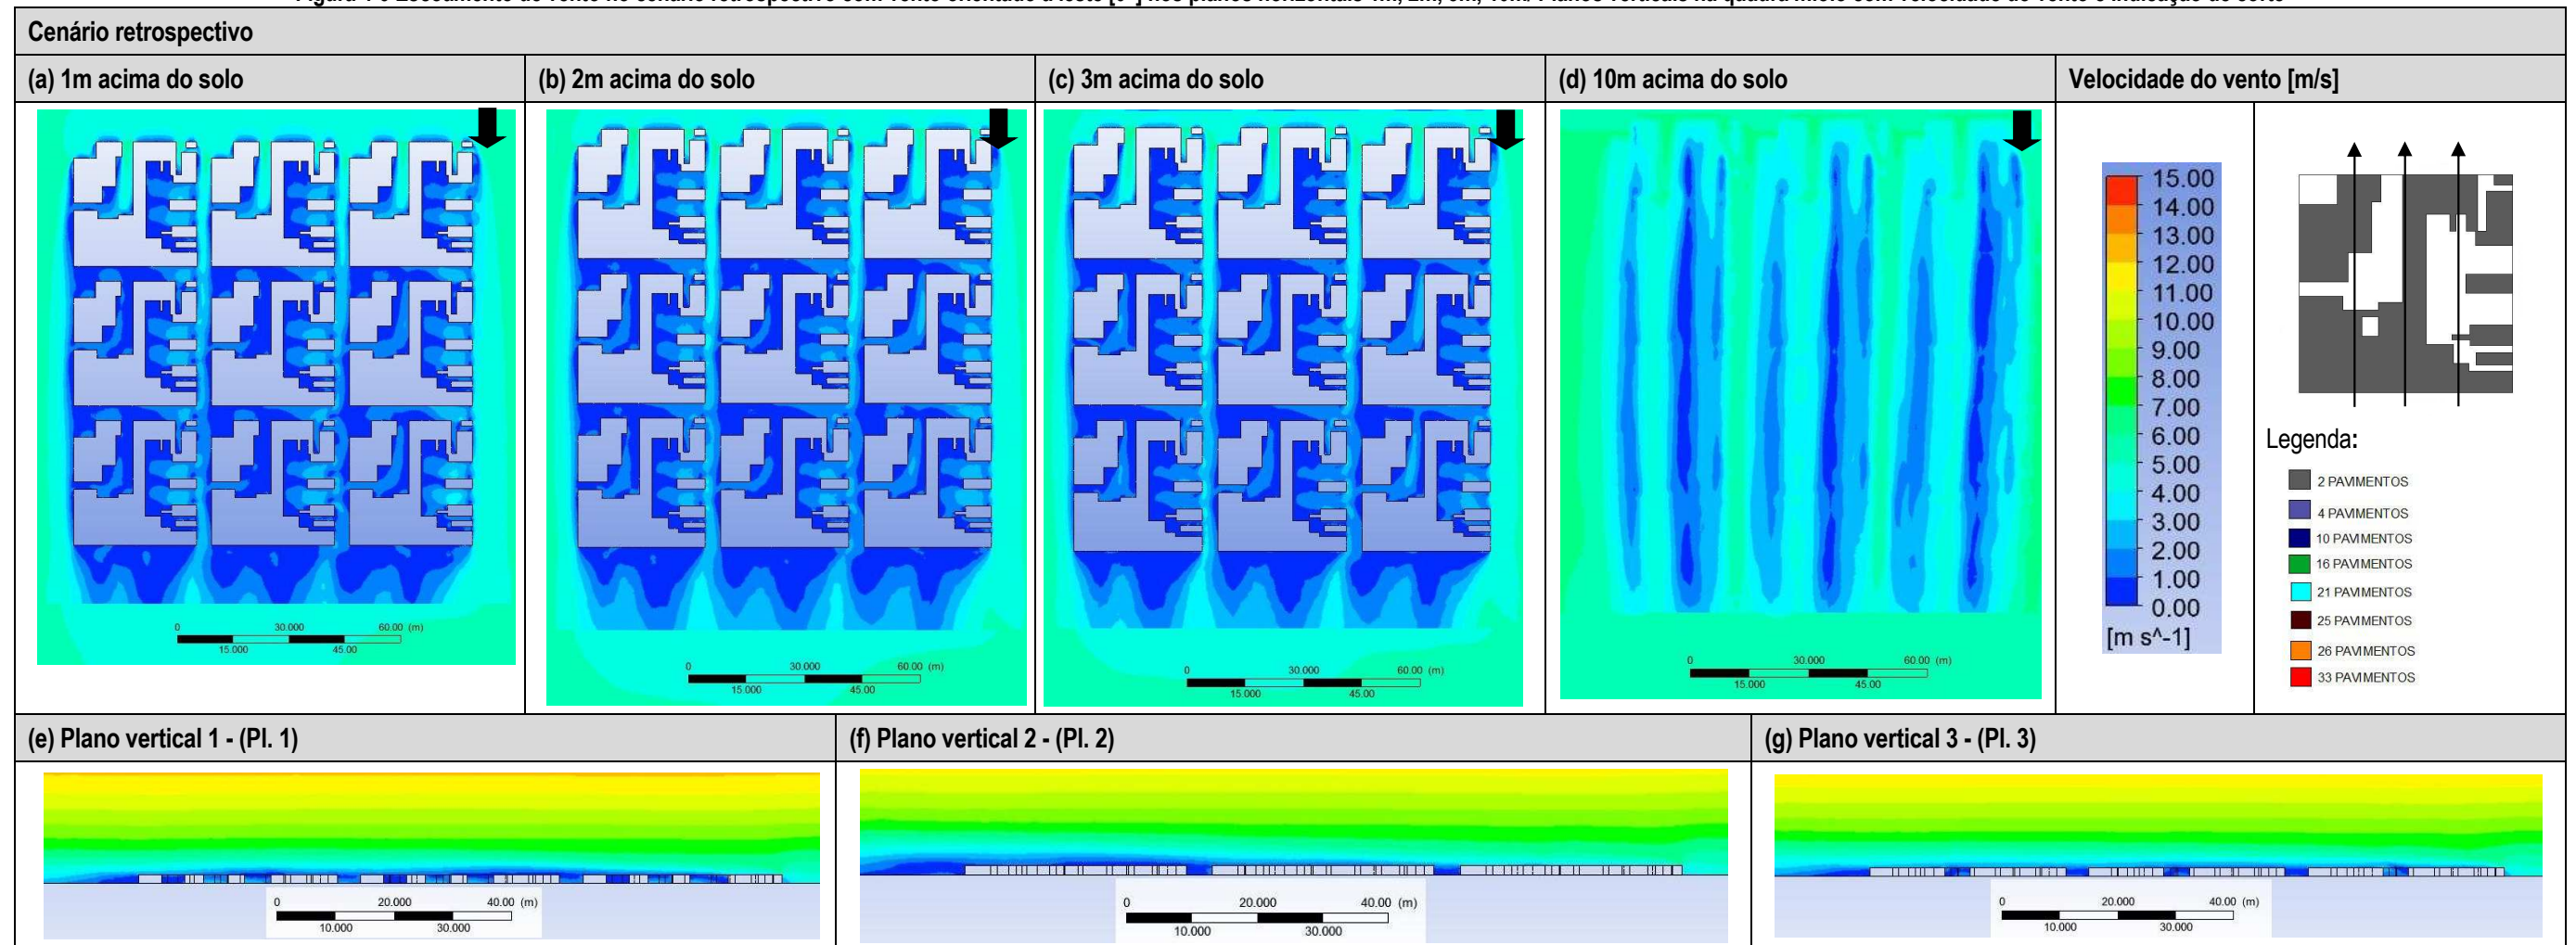 Cenário retrospectivo
(a) 1m acima do solo
(b) 2m acima do solo
(c) 3m acima do solo
(d) 10m acima do solo
Velocidade do vento [m/s]
0 30.000 60.00 (m)
15.000 45.00
0 30.000 60.00 (m)
15.000 45.00
0 30.000 60.00 (m)
15.000 45.00
0 30.000 60.00 (m)
15.000 45.00
15.00
14.00
13.00
12.00
11.00
10.00
9.00
8.00
7.00
6.00
5.00
4.00
3.00
2.00
1.00
0.00
[m s^-1]
Legenda:
2 PAVIMENTOS
4 PAVIMENTOS
10 PAVIMENTOS
16 PAVIMENTOS
21 PAVIMENTOS
25 PAVIMENTOS
26 PAVIMENTOS
33 PAVIMENTOS
(e) Plano vertical 1 - (Pl. 1)
(f) Plano vertical 2 - (Pl. 2)
(g) Plano vertical 3 - (Pl. 3)
0 20.000 40.00 (m)
10.000 30.000
0 20.000 40.00 (m)
10.000 30.000
0 20.000 40.00 (m)
10.000 30.000